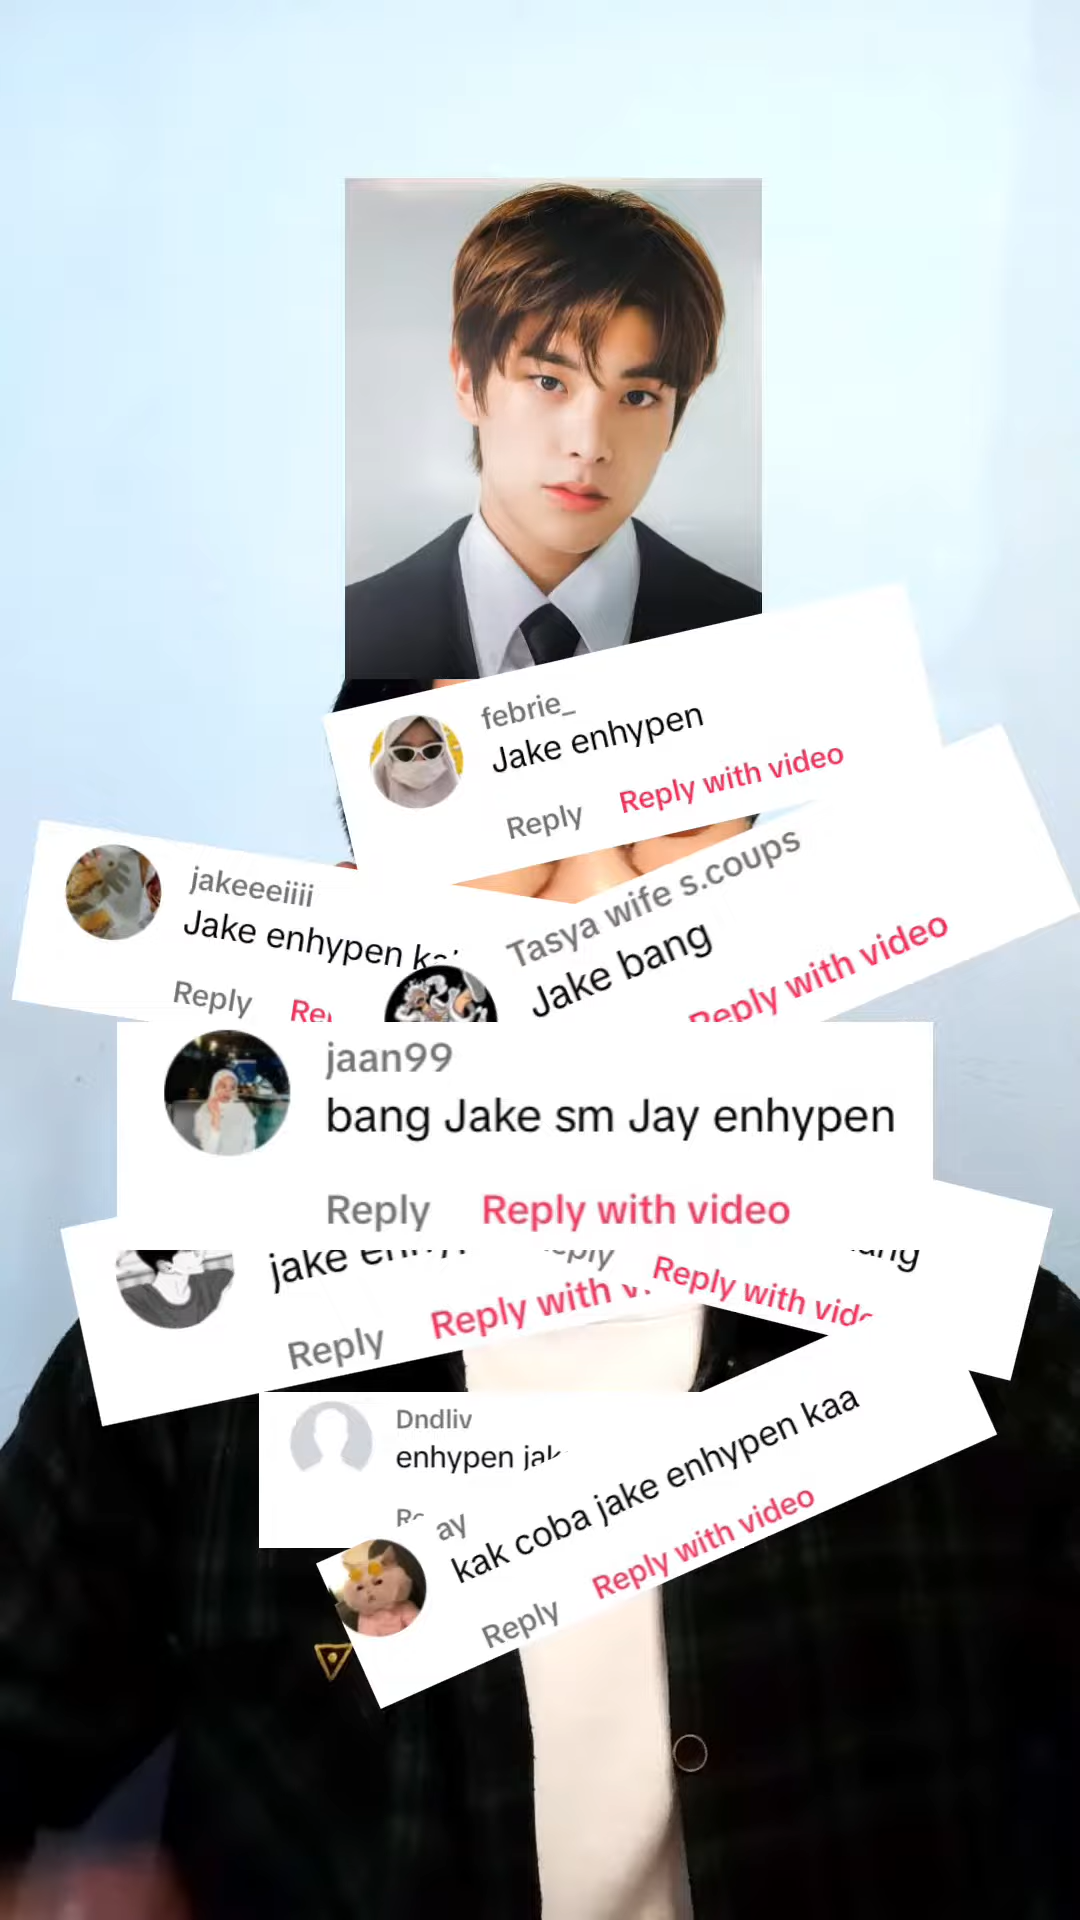 febrie_
Jake enhypen
Reply Reply with video
jakeeeiiii
Jake enhypen
Reply
Tasya wife s.coups
Jake bang
Reply with video
jaan99
bang Jake sm Jay enhypen
Reply Reply with video
jake
Reply Reply with
Reply with
Dndliv
enhypen
ay
kak coba jake enhypen kaa
Reply Reply with video